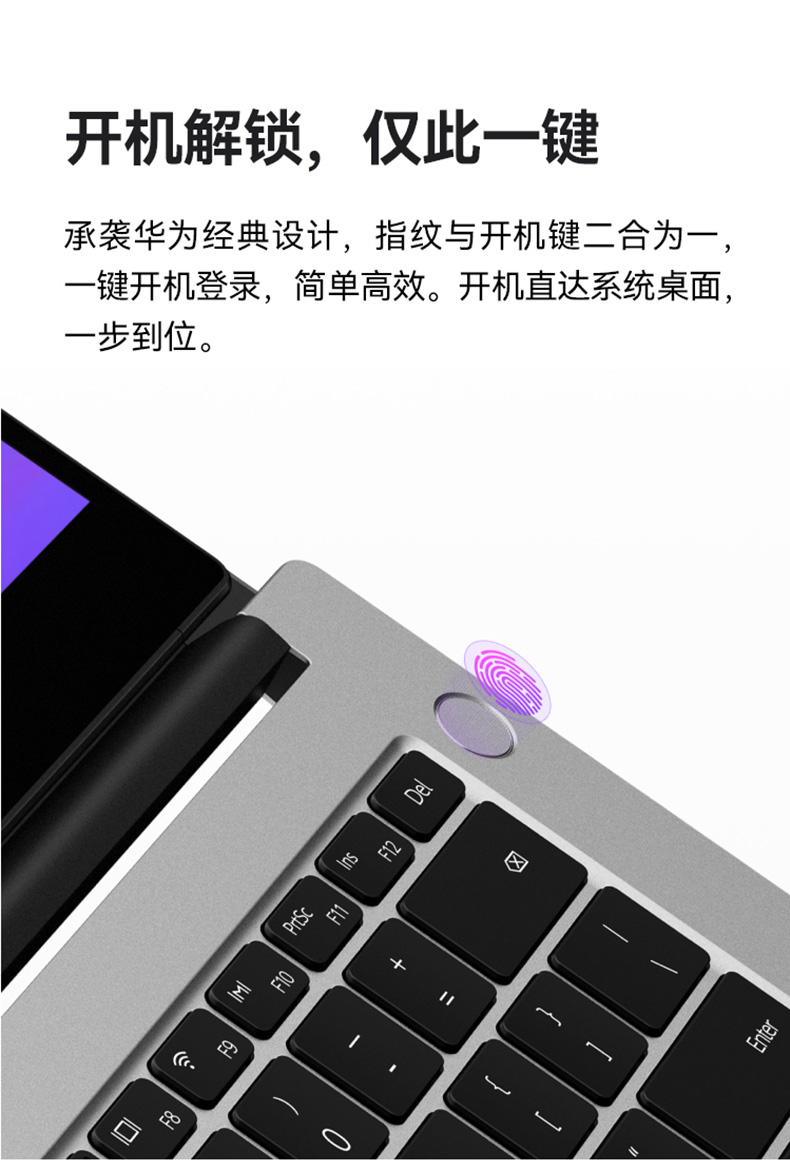 开机解锁，仅此一键
承袭华为经典设计，指纹与开机键二合为一，
一键开机登录，简单高效。开机直达系统桌面，
一步到位。
Del
Ins F12
PrtSc F11
F10
F9
F8
+
=
—
-
)
0
|
\
}
]
{
[
"
Enter